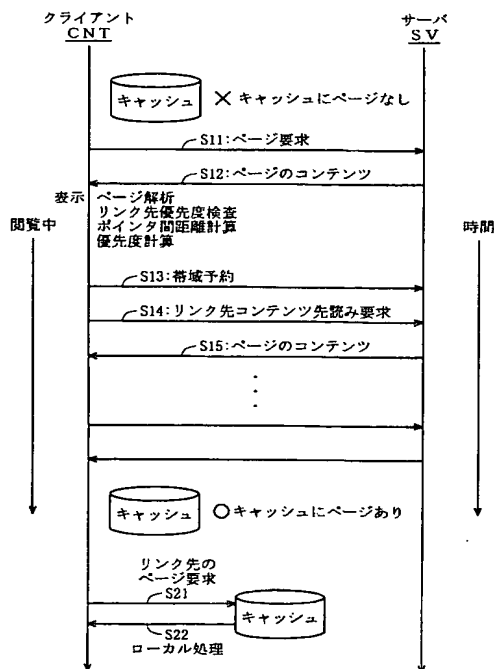 クライアント
CNT
サーバ
SV
キャッシュ
× キャッシュにページなし
S11:ページ要求
S12:ページのコンテンツ
表示
ページ解析
リンク先優先度検査
ポインタ間距離計算
優先度計算
閲覧中
時間
S13:帯域予約
S14:リンク先コンテンツ先読み要求
S15:ページのコンテンツ
キャッシュ
○キャッシュにページあり
リンク先の
ページ要求
S21
キャッシュ
S22
ローカル処理